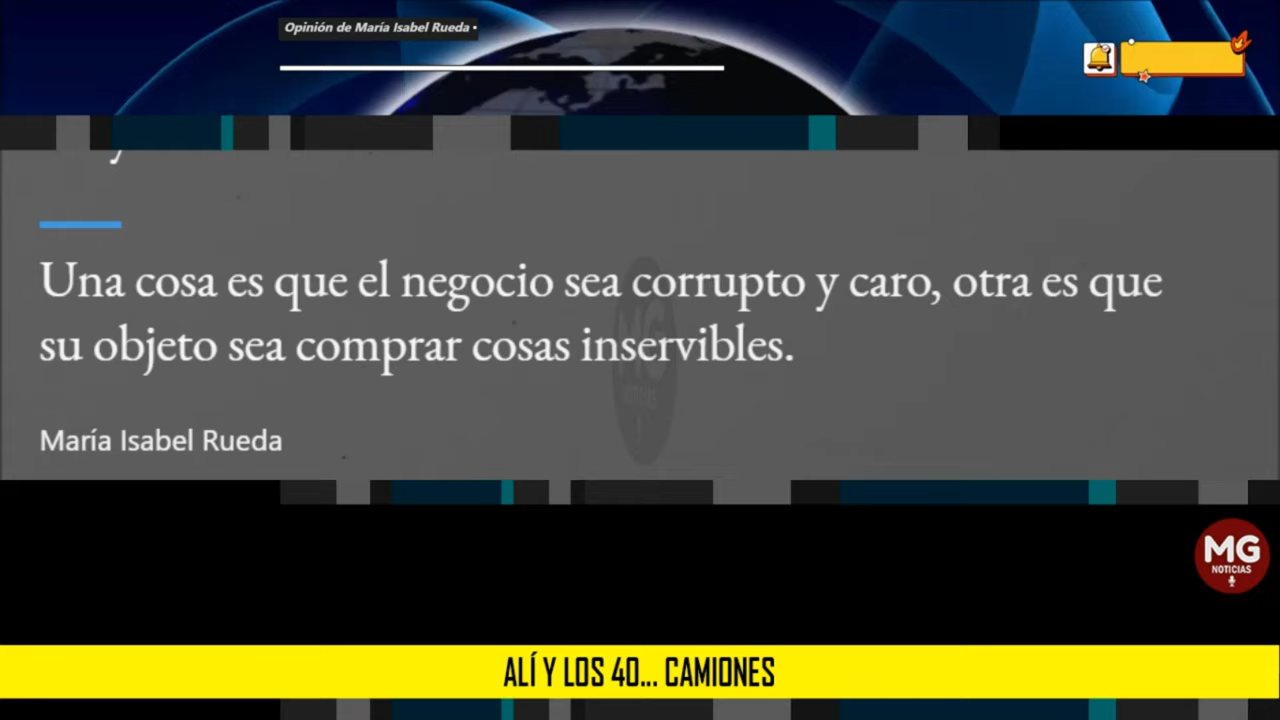 Opinión de María Isabel Rueda •
Una cosa es que el negocio sea corrupto y caro, otra es que
su objeto sea comprar cosas inservibles.
María Isabel Rueda
MG
NOTICIAS
ALÍ Y LOS 40... CAMIONES